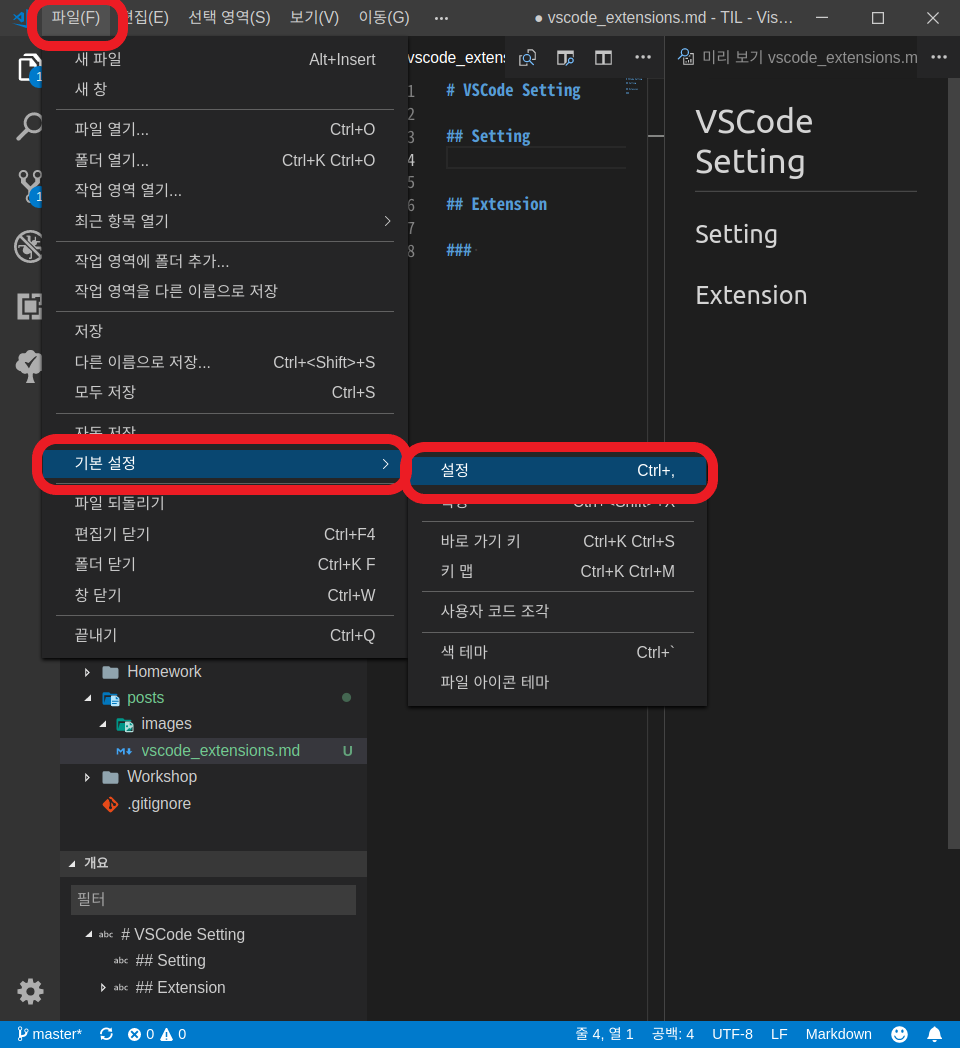 파일(F)
편집(E)
선택 영역(S)
보기(V)
이동(G)
● vscode_extensions.md - TIL - Vis…
새 파일 Alt+Insert
새 창
파일 열기... Ctrl+O
폴더 열기... Ctrl+K Ctrl+O
작업 영역 열기...
최근 항목 열기
작업 영역에 폴더 추가...
작업 영역을 다른 이름으로 저장
저장
다른 이름으로 저장... Ctrl+<Shift>+S
모두 저장 Ctrl+S
자동 저장
기본 설정
파일 되돌리기
편집기 닫기 Ctrl+F4
폴더 닫기 Ctrl+K F
창 닫기 Ctrl+W
끝내기 Ctrl+Q
설정 Ctrl+,
Ctrl+<Shift>+X
바로 가기 키 Ctrl+K Ctrl+S
키 맵 Ctrl+K Ctrl+M
사용자 코드 조각
색 테마 Ctrl+`
파일 아이콘 테마
1
1
vscode_extens
1 # VSCode Setting
2
3 ## Setting
4
5
6 ## Extension
7
8 ###
미리 보기 vscode_extensions.m
VSCode
Setting
Setting
Extension
Homework
posts
images
vscode_extensions.md U
Workshop
.gitignore
개요
필터
abc # VSCode Setting
abc ## Setting
abc ## Extension
master* 0 0 줄 4, 열 1 공백: 4 UTF-8 LF Markdown